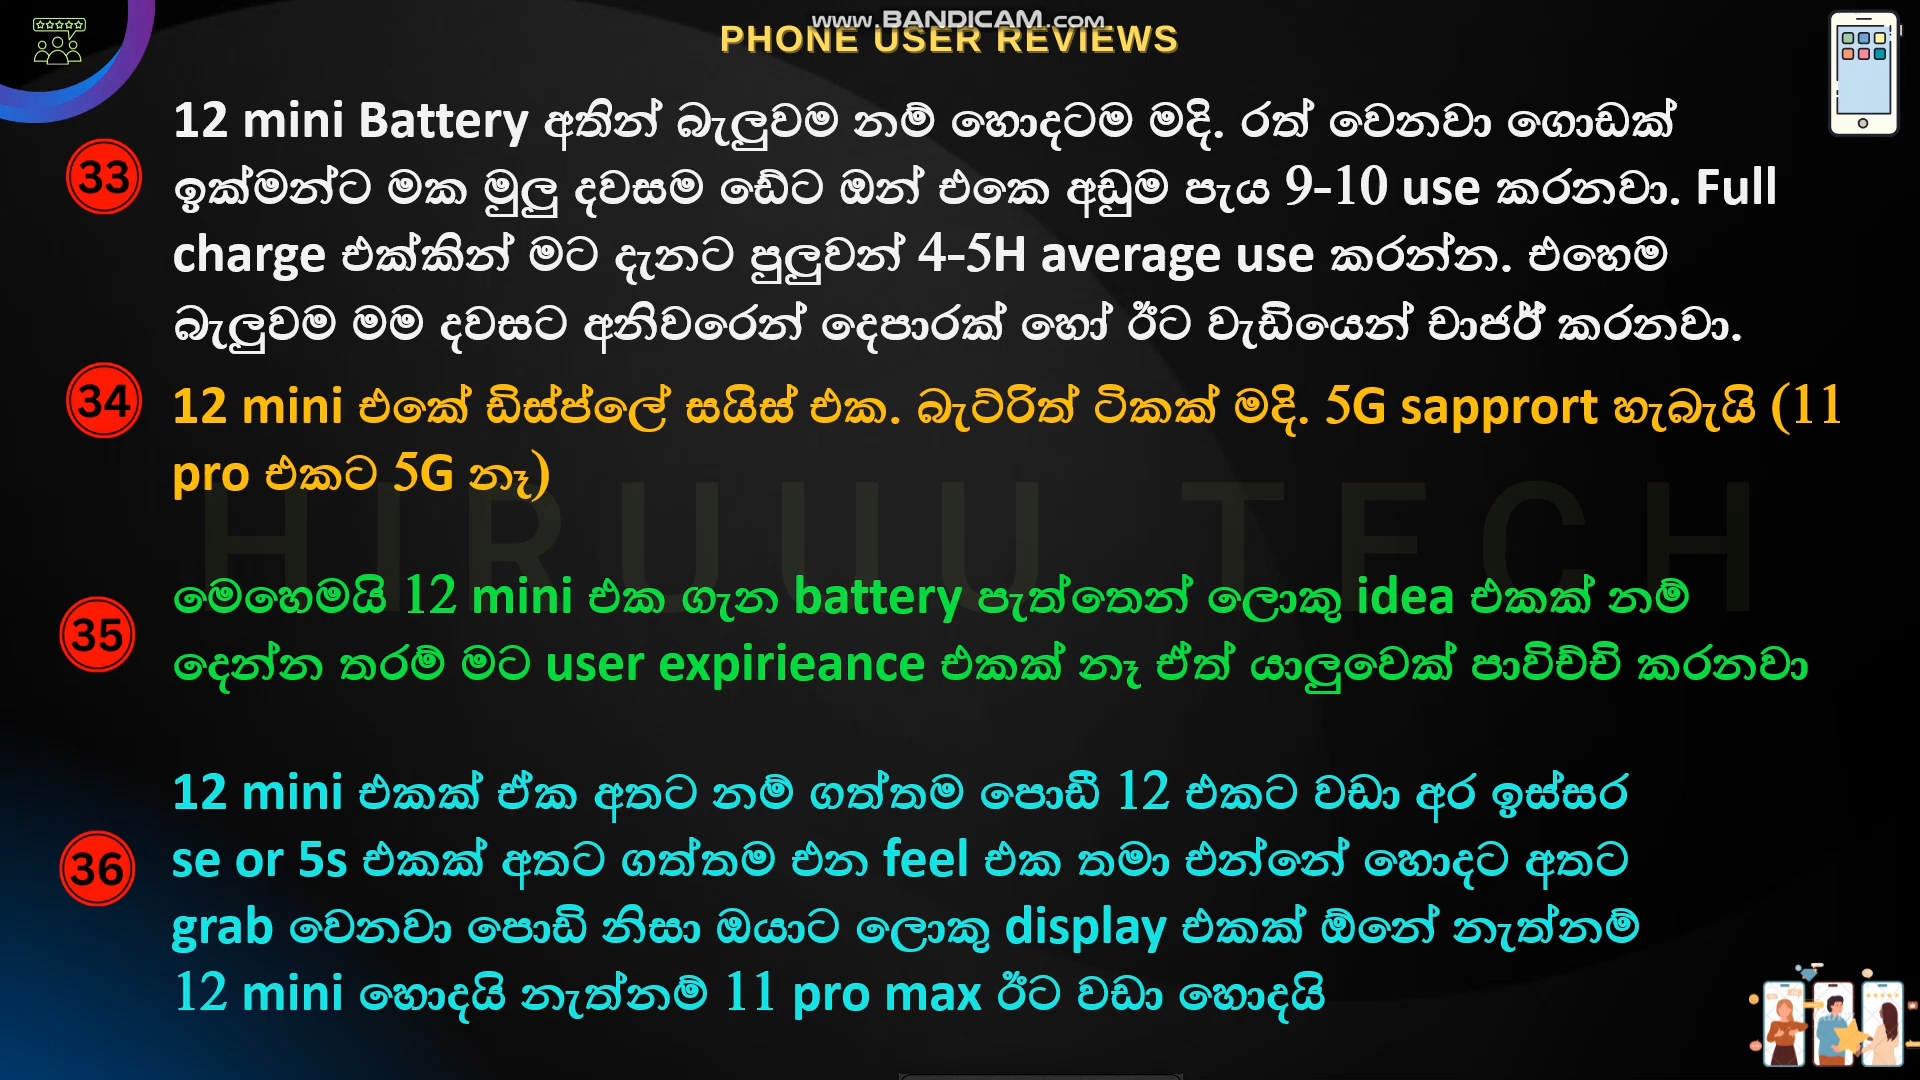 www.BANDICAM.com
PHONE USER REVIEWS
33
12 mini Battery අතින් බැලුවම නම් හොදටම මදි. රත් වෙනවා ගොඩක්
ඉක්මන්ට මක මුලු දවසම ඩේට ඔන් එකෙ අඩුම පැය 9-10 use කරනවා. Full
charge එක්කින් මට දැනට පුලුවන් 4-5H average use කරන්න. එහෙම
බැලුවම මම දවසට අනිවරෙන් දෙපාරක් හෝ ඊට වැඩියෙන් චාර්ජ් කරනවා.
34
12 mini එකේ ඩිස්ප්ලේ සයිස් එක. බැට්රිත් ටිකක් මදි. 5G sapprort හැබැයි (11
pro එකට 5G නෑ)
HIRUUU TECH
35
මෙහෙමයි 12 mini එක ගැන battery පැත්තෙන් ලොකු idea එකක් නම්
දෙන්න තරම් මට user expirieance එකක් නෑ ඒත් යාලුවෙක් පාවිච්චි කරනවා
36
12 mini එකක් ඒක අතට නම් ගත්තම පොඩී 12 එකට වඩා අර ඉස්සර
se or 5s එකක් අතට ගත්තම එන feel එක තමා එන්නේ හොදට අතට
grab වෙනවා පොඩි නිසා ඔයාට ලොකු display එකක් ඕනේ නැත්නම්
12 mini හොදයි නැත්නම් 11 pro max ඊට වඩා හොදයි